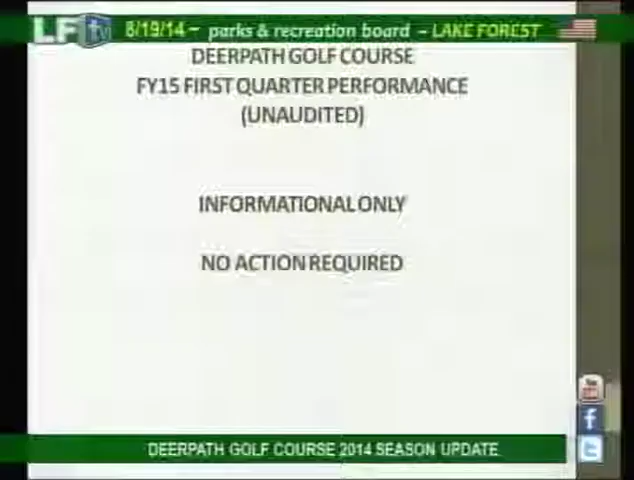 LF tv 8/19/14 - parks & recreation board - LAKE FOREST
DEERPATH GOLF COURSE
FY15 FIRST QUARTER PERFORMANCE
(UNAUDITED)
INFORMATIONAL ONLY
NO ACTION REQUIRED
You
f
t
DEERPATH GOLF COURSE 2014 SEASON UPDATE